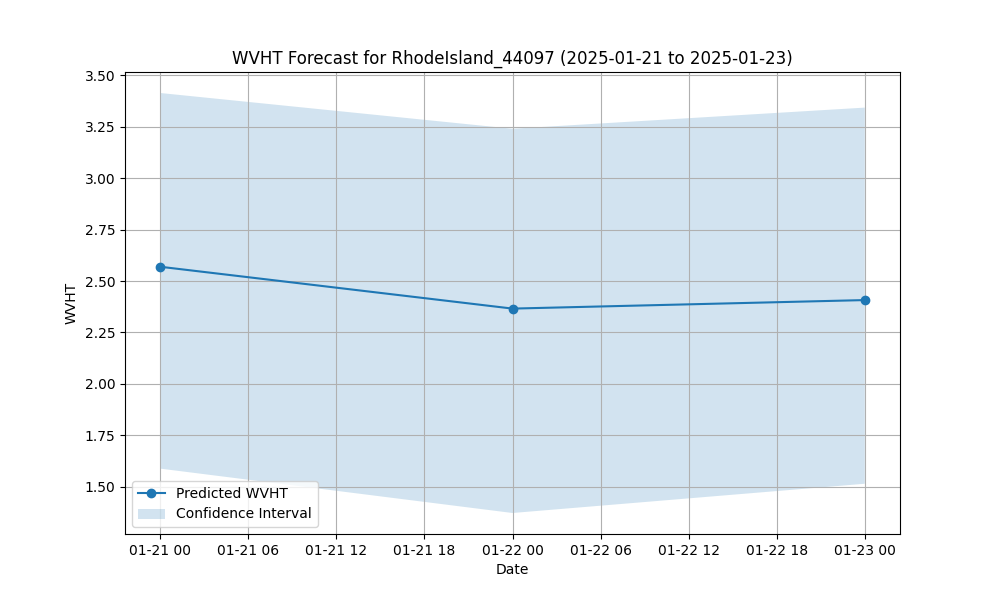 WVHT Forecast for RhodeIsland_44097 (2025-01-21 to 2025-01-23)
3.50
3.25
3.00
2.75
2.50
2.25
2.00
1.75
1.50
WVHT
Predicted WVHT
Confidence Interval
01-21 00 01-21 06 01-21 12 01-21 18 01-22 00 01-22 06 01-22 12 01-22 18 01-23 00
Date